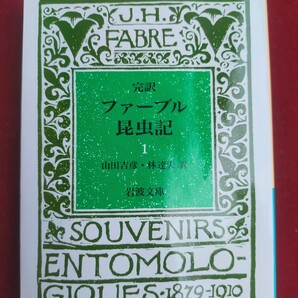 J.H.
FABRE
完訳
ファーブル
昆虫記
1
山田吉彦・林達夫 訳
岩波文庫
SOUVENIRS
ENTOMOLO-
GIQUES·1879-1910